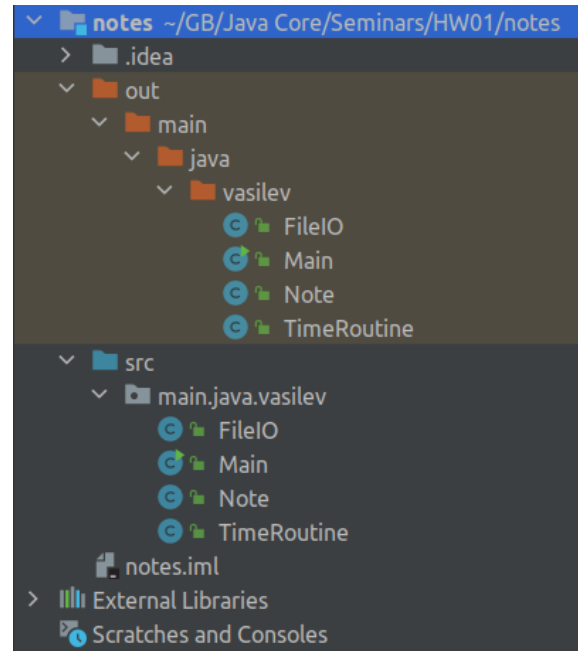 notes ~/GB/Java Core/Seminars/HW01/notes
.idea
out
main
java
vasilev
FileIO
Main
Note
TimeRoutine
src
main.java.vasilev
FileIO
Main
Note
TimeRoutine
notes.iml
External Libraries
Scratches and Consoles